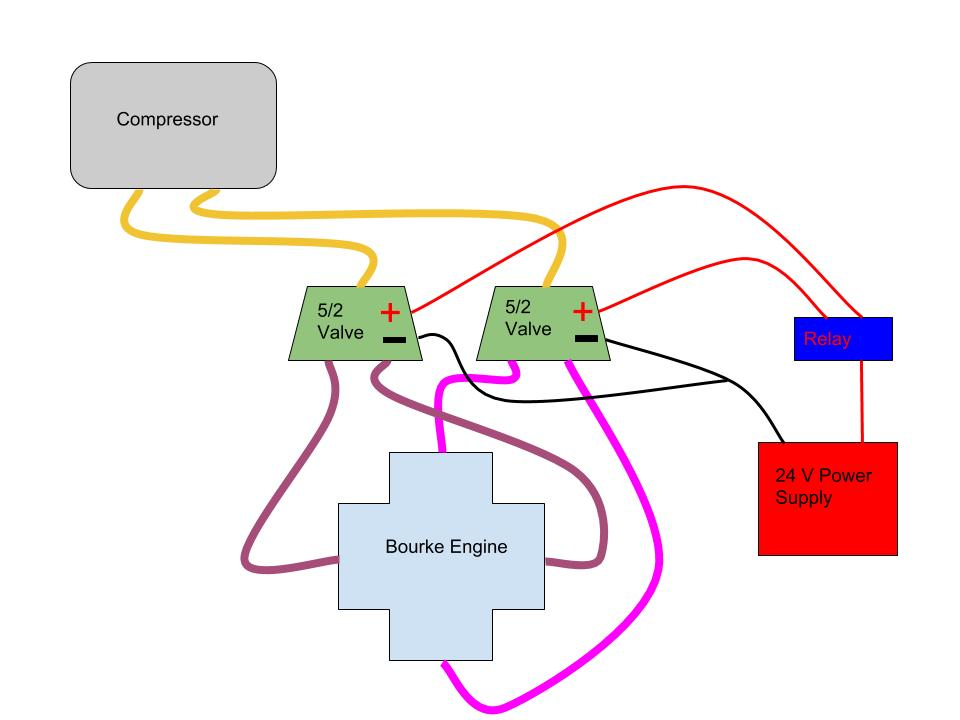 Compressor
5/2
Valve
+
5/2
Valve
+
Relay
24 V Power
Supply
Bourke Engine